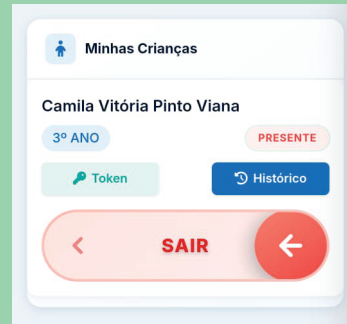 Minhas Crianças
Camila Vitória Pinto Viana
3º ANO
PRESENTE
Token
Histórico
SAIR